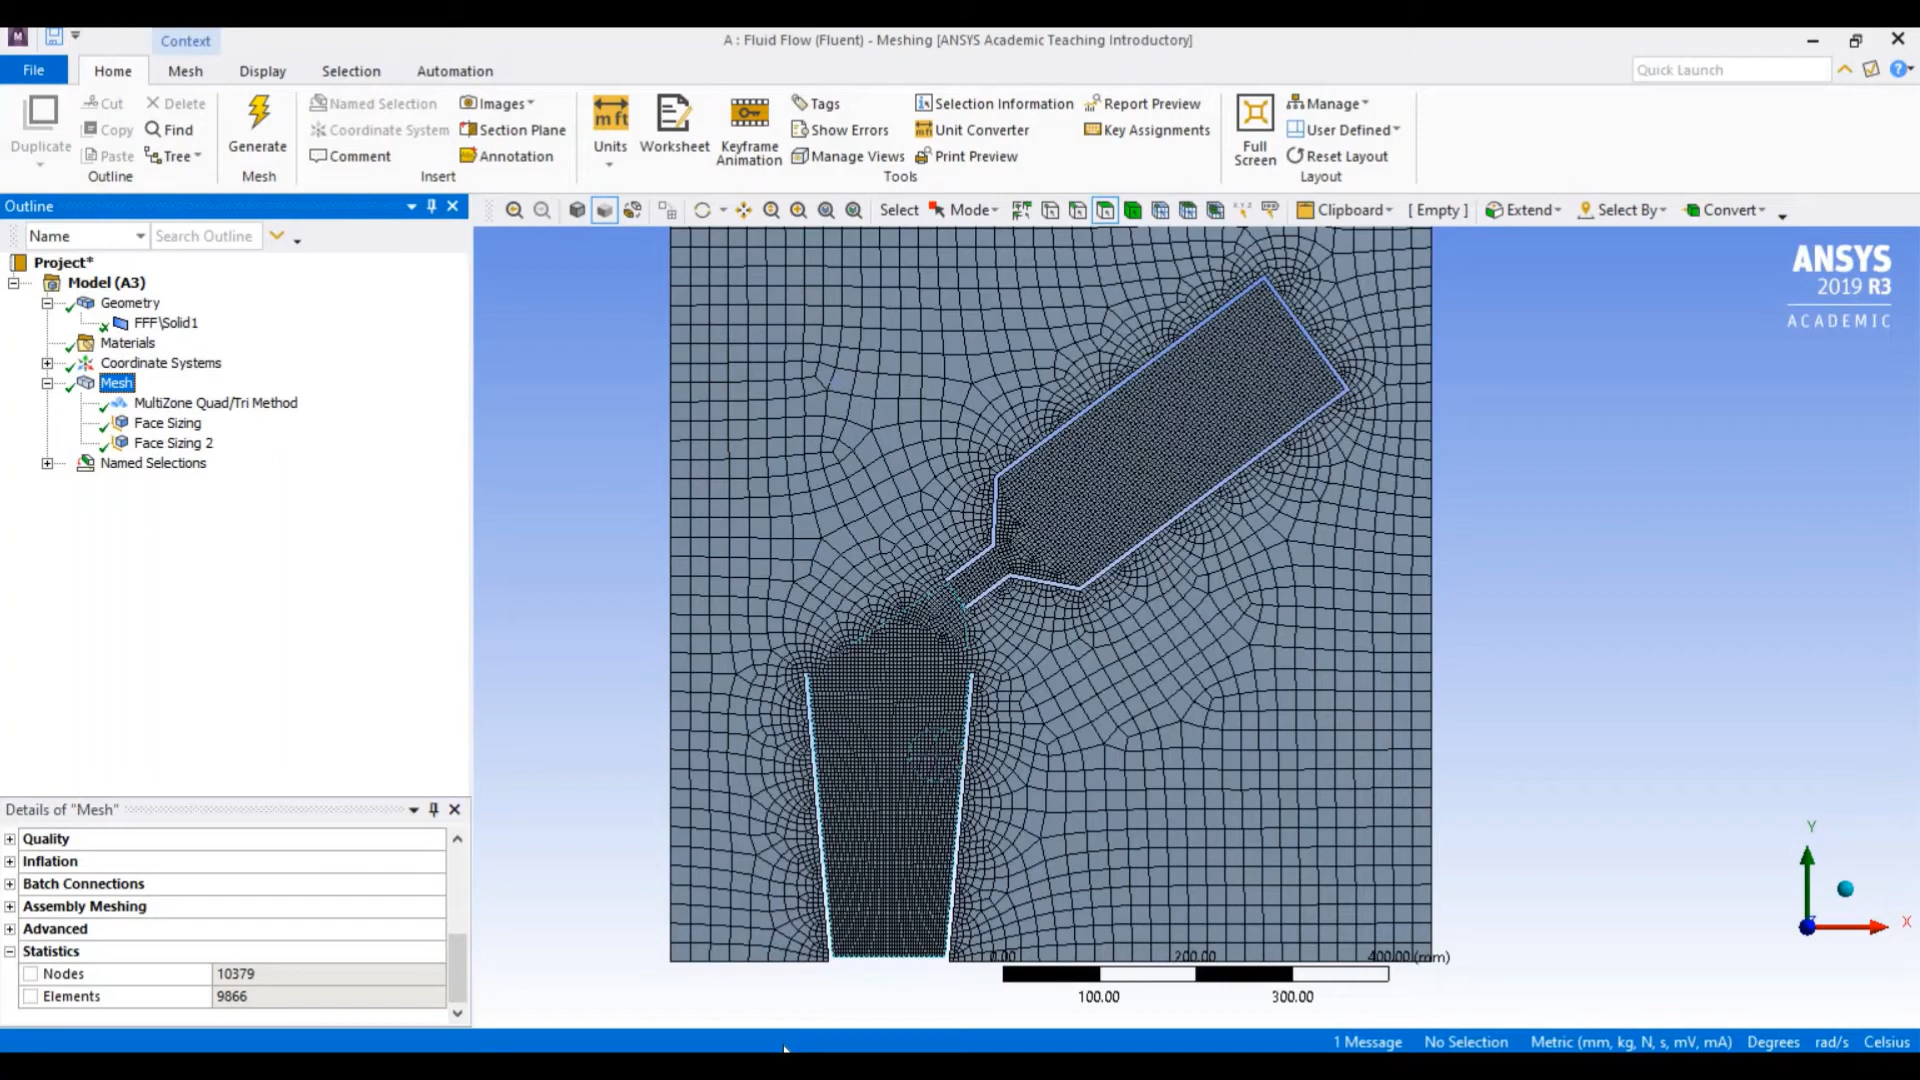 Context
A : Fluid Flow (Fluent) - Meshing [ANSYS Academic Teaching Introductory]
File Home Mesh Display Selection Automation Quick Launch
Duplicate
Cut
Copy
Paste
Delete
Find
Tree
Outline
Generate
Mesh
Named Selection
Coordinate System
Comment
Images
Section Plane
Annotation
Insert
m ft
Units
Worksheet
Keyframe
Animation
Tags
Show Errors
Manage Views
Selection Information
Unit Converter
Print Preview
Report Preview
Key Assignments
Tools
Full
Screen
Manage
User Defined
Reset Layout
Layout
Outline
Select Mode Clipboard [ Empty ] Extend Select By Convert
Name Search Outline
Project*
Model (A3)
Geometry
FFF\Solid1
Materials
Coordinate Systems
Mesh
MultiZone Quad/Tri Method
Face Sizing
Face Sizing 2
Named Selections
ANSYS
2019 R3
ACADEMIC
Details of "Mesh"
Quality
Inflation
Batch Connections
Assembly Meshing
Advanced
Statistics
Nodes 10379
Elements 9866
0.00 200.00 400.00 (mm)
100.00 300.00
Y
X
1 Message No Selection Metric (mm, kg, N, s, mV, mA) Degrees rad/s Celsius